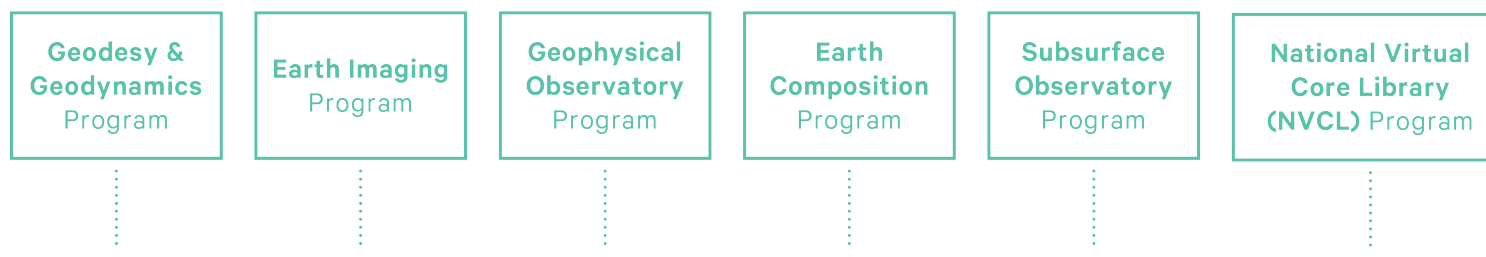 Geodesy &
Geodynamics
Program
Earth Imaging
Program
Geophysical
Observatory
Program
Earth
Composition
Program
Subsurface
Observatory
Program
National Virtual
Core Library
(NVCL) Program